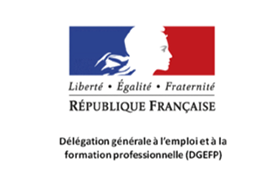 Liberté • Égalité • Fraternité
RÉPUBLIQUE FRANÇAISE
Délégation générale à l'emploi et à la
formation professionnelle (DGEFP)